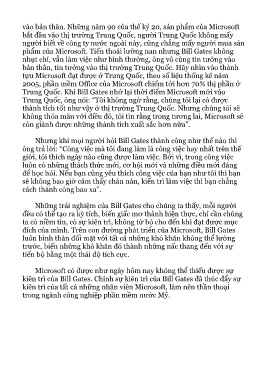 vào bản thân. Những năm 90 của thế kỷ 20, sản phẩm của Microsoft
bắt đầu vào thị trường Trung Quốc, người Trung Quốc không mấy
người biết về công ty nước ngoài này, cũng chẳng mấy người mua sản
phẩm của Microsoft. Tiến thoái lưỡng nan nhưng Bill Gates không
nhụt chí, vẫn làm việc như bình thường, ông vô cùng tin tưởng vào
bản thân, tin tưởng vào thị trường Trung Quốc. Hãy nhìn vào thành
tựu Microsoft đạt được ở Trung Quốc, theo số liệu thống kê năm
2005, phần mềm Office của Microsoft chiếm tới hơn 70% thị phần ở
Trung Quốc. Khi Bill Gates nhớ lại thời điểm Microsoft mới vào
Trung Quốc, ông nói: "Tôi không ngờ rằng, chúng tôi lại có được
thành tích tốt như vậy ở thị trường Trung Quốc. Nhưng chúng tôi sẽ
không thỏa mãn với điều đó, tôi tin rằng trong tương lai, Microsoft sẽ
còn giành được những thành tích xuất sắc hơn nữa".
Nhưng khi mọi người hỏi Bill Gates thành công như thế nào thì
ông trả lời: "Công việc mà tôi đang làm là công việc hay nhất trên thế
giới, tôi thích ngày nào cũng được làm việc. Bởi vì, trong công việc
luôn có những thách thức mới, cơ hội mới và những điều mới đáng
để học hỏi. Nếu bạn cũng yêu thích công việc của bạn như tôi thì bạn
sẽ không bao giờ cảm thấy chán nản, kiên trì làm việc thì bạn chẳng
cách thành công bao xa".
Những trải nghiệm của Bill Gates cho chúng ta thấy, mỗi người
đều có thể tạo ra kỳ tích, biến giấc mơ thành hiện thực, chỉ cần chúng
ta có niềm tin, có sự kiên trì, không từ bỏ cho đến khi đạt được mục
đích của mình. Trên con đường phát triển của Microsoft, Bill Gates
luôn bình thản đối mặt với tất cả những khó khăn không thể lường
trước, biến những khó khăn đó thành những nấc thang đến với sự
tiến bộ bằng một thái độ tích cực.
Microsoft có được như ngày hôm nay không thể thiếu được sự
kiên trì của Bill Gates. Chính sự kiên trì của Bill Gates đã thúc đẩy sự
kiên trì của tất cả những nhân viên Microsoft, làm nên thần thoại
trong ngành công nghiệp phần mềm nước Mỹ.